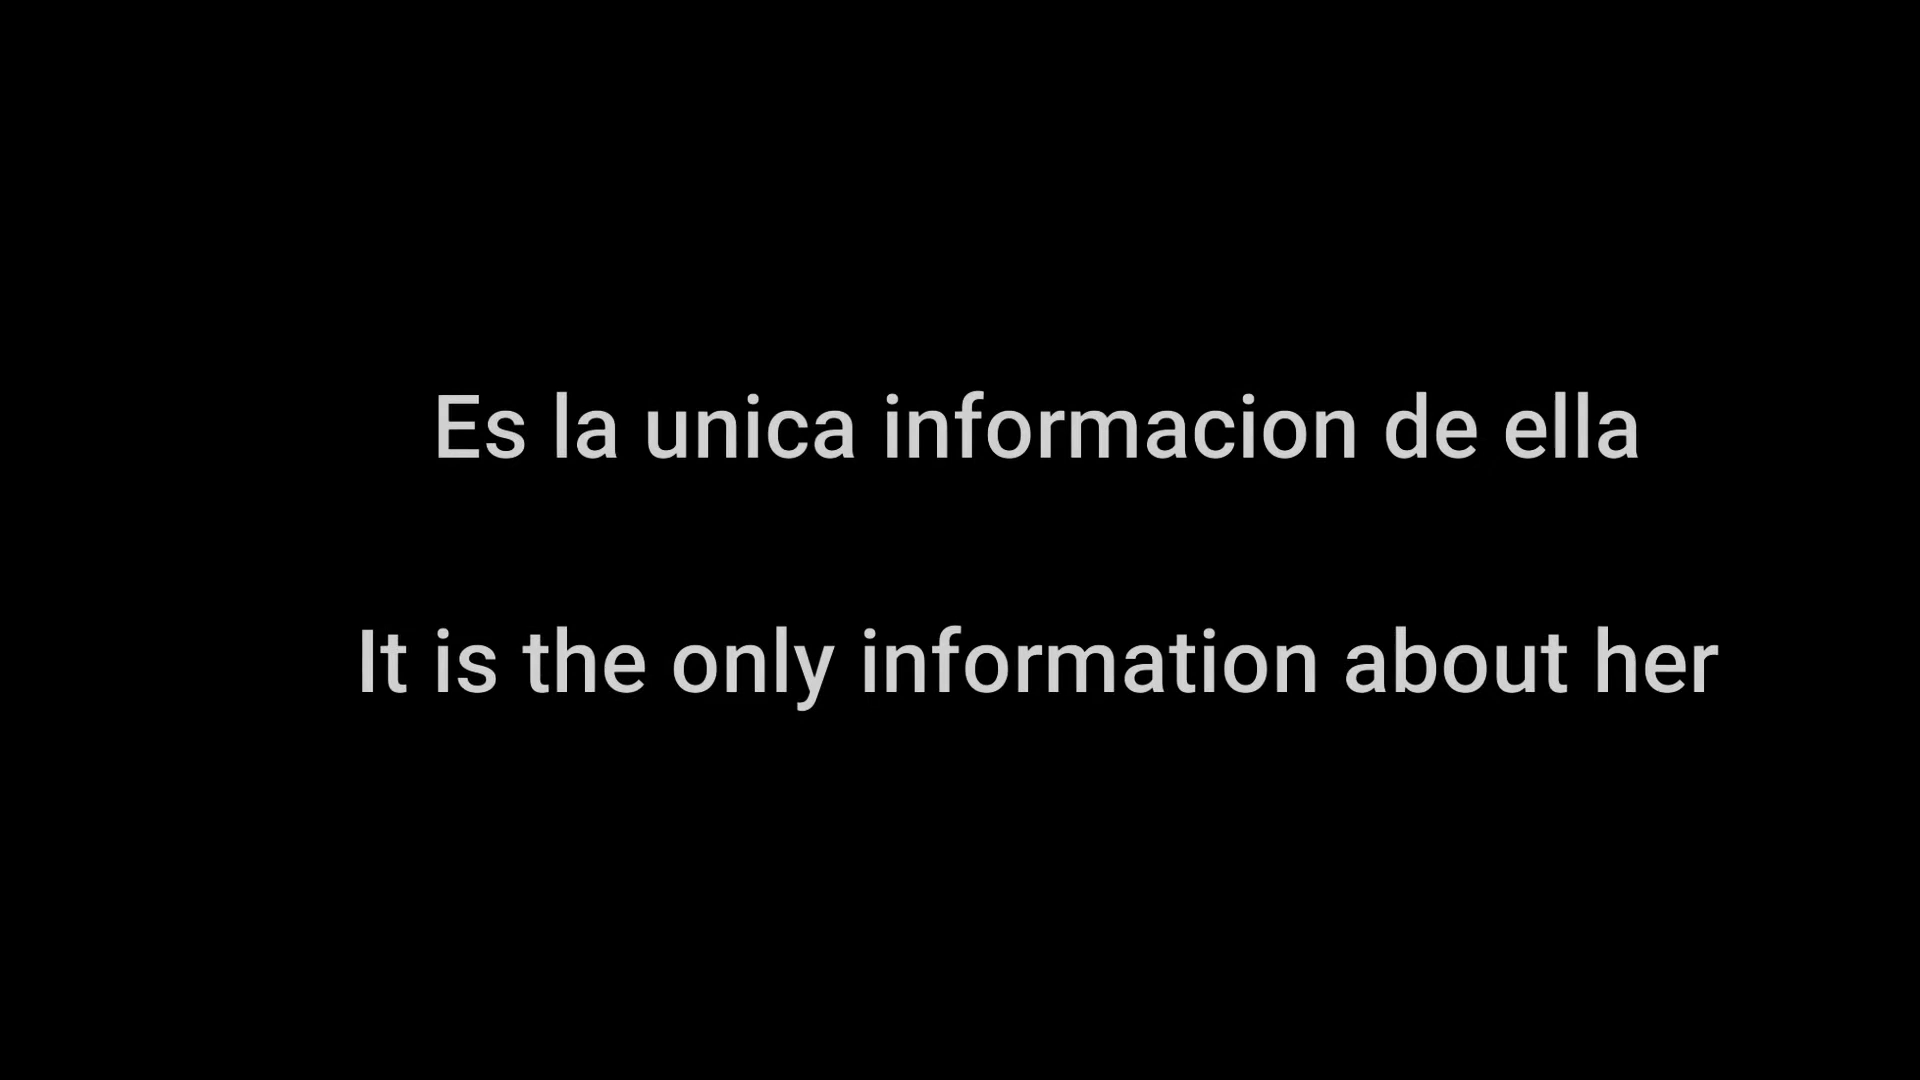 Es la unica informacion de ella
It is the only information about her